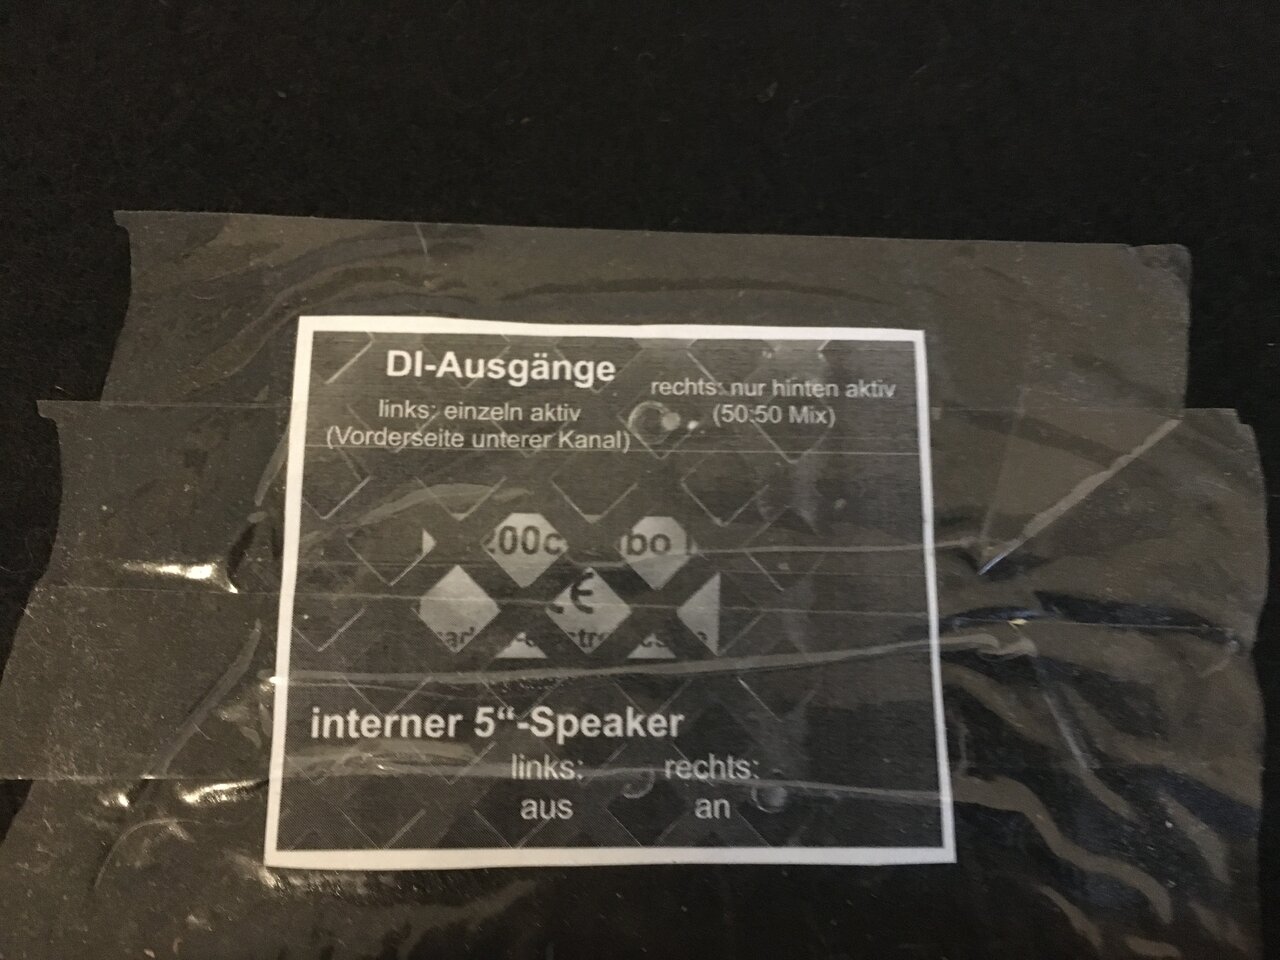 DI-Ausgänge
links: einzeln aktiv
(Vorderseite unterer Kanal)
rechts: nur hinten aktiv
(50:50 Mix)
CE
interner 5“-Speaker
links:
aus
rechts:
an